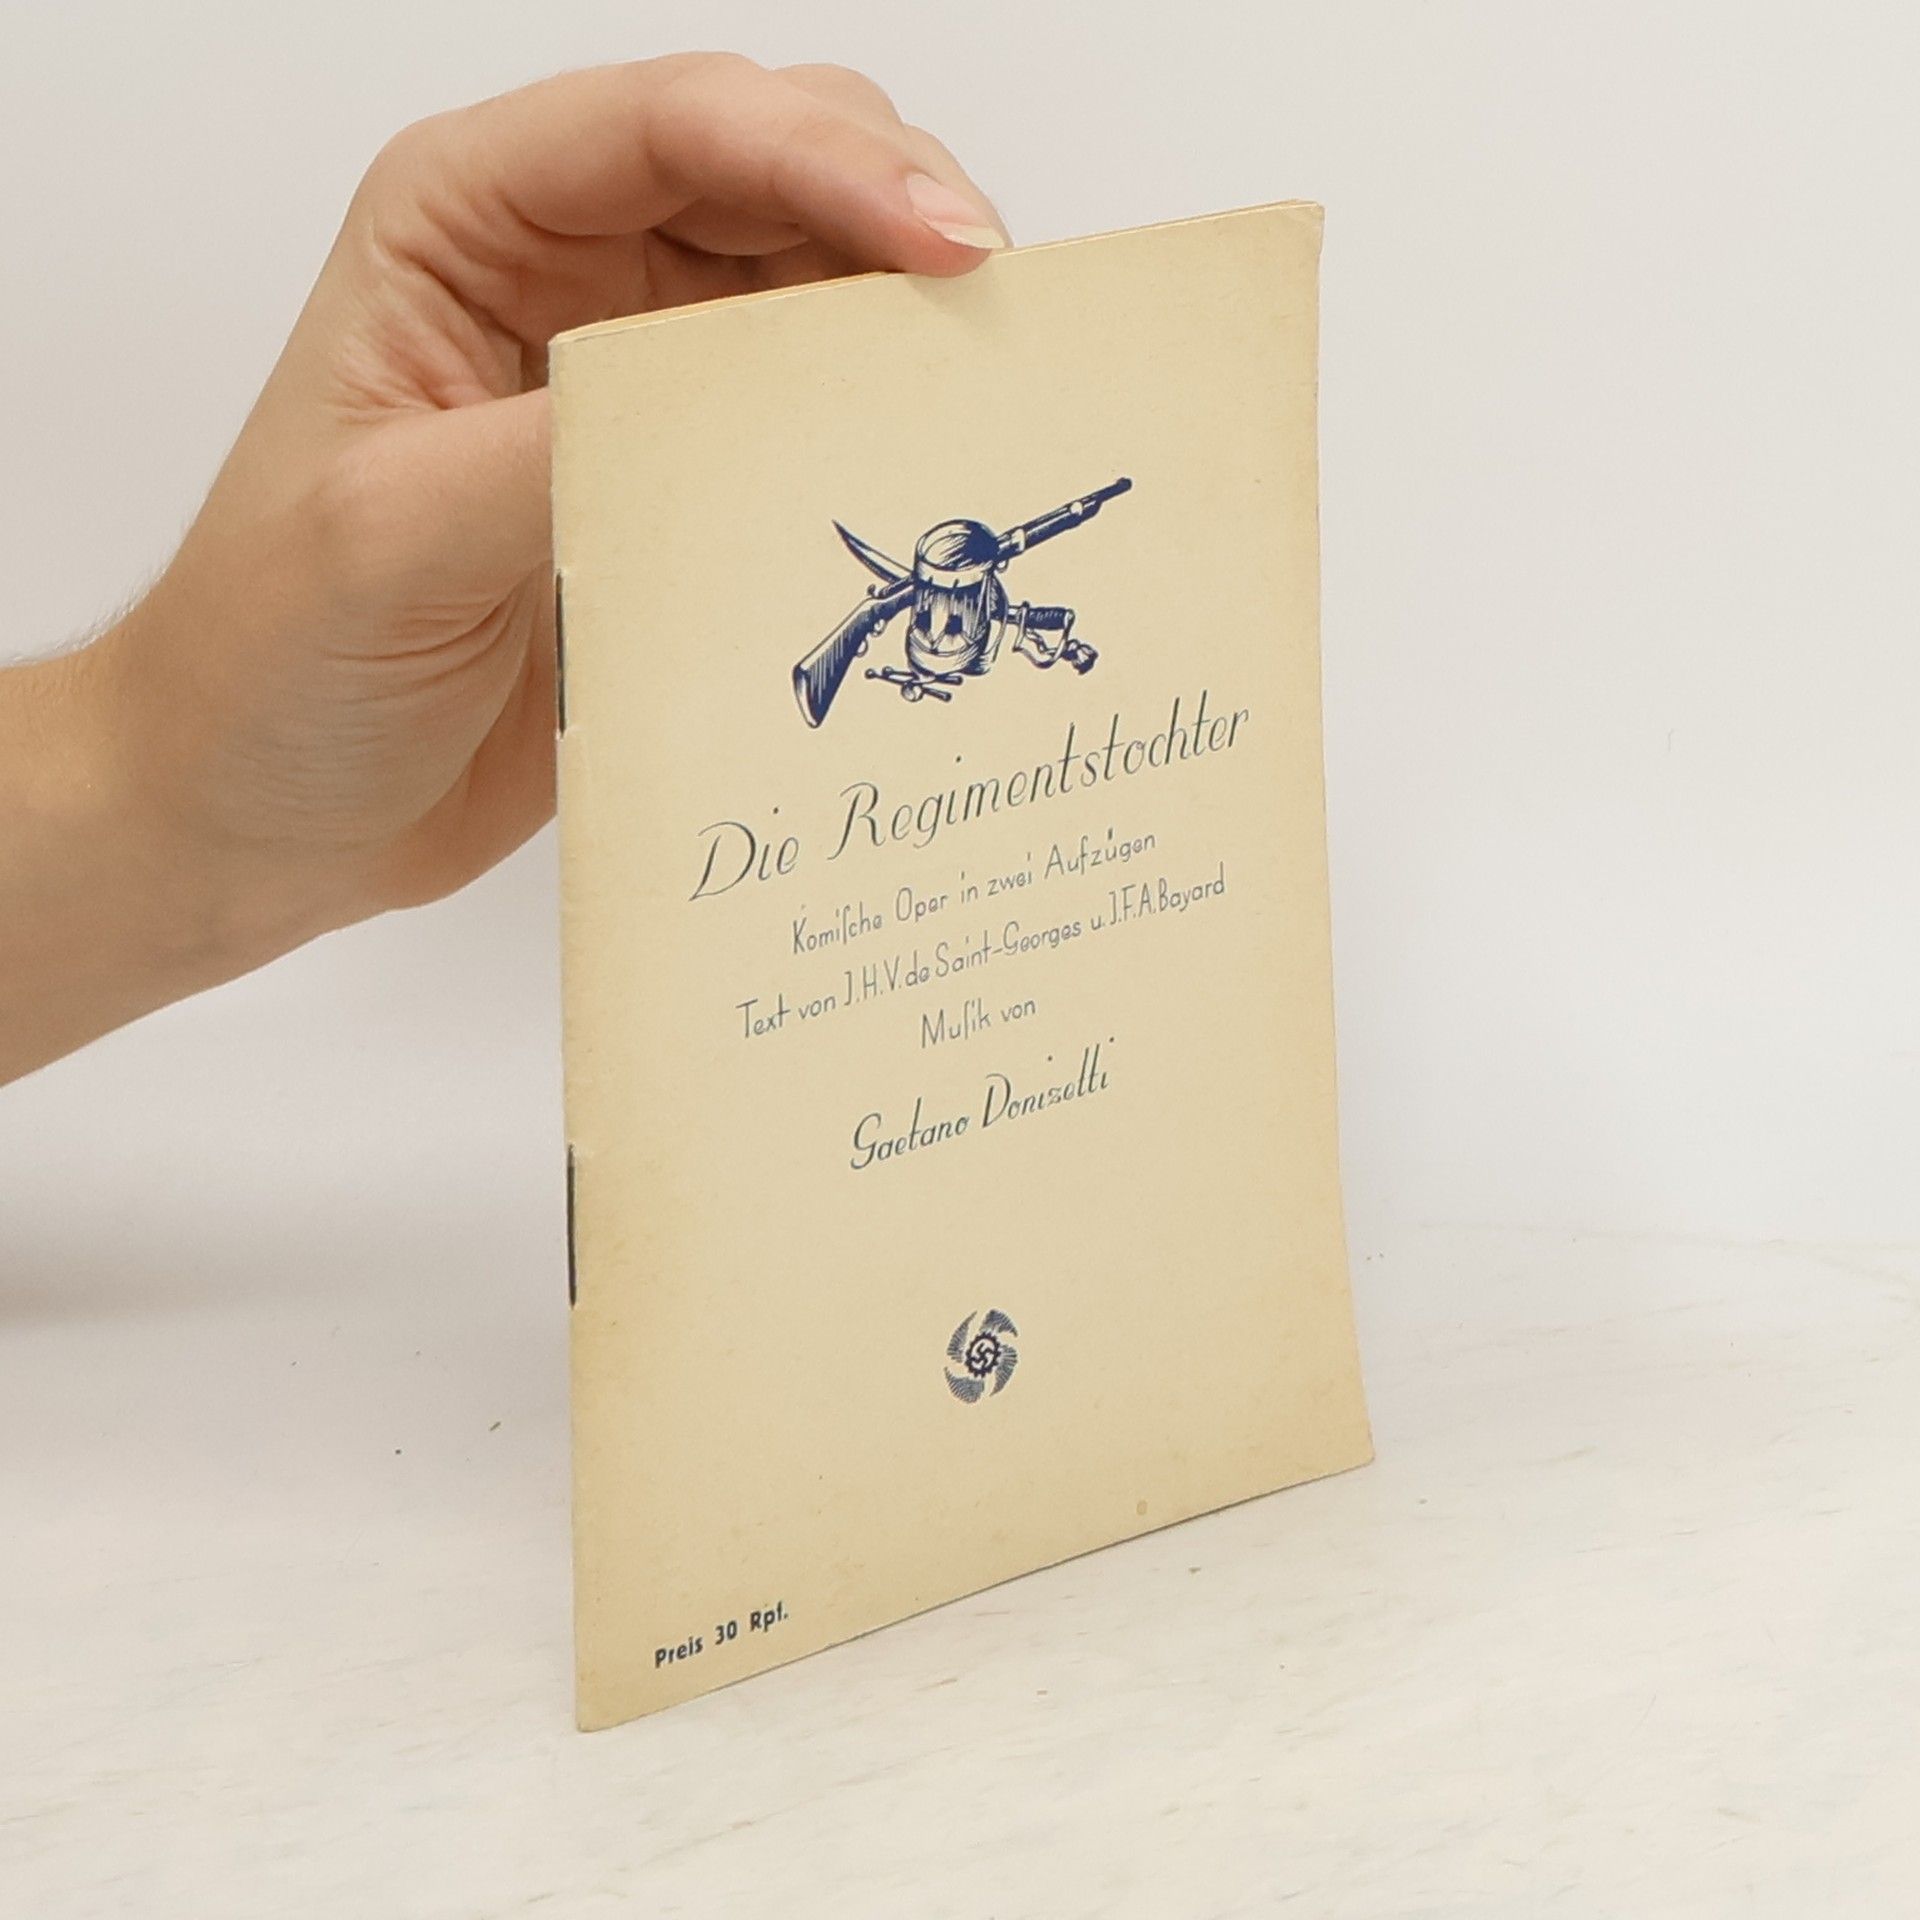 Die Regimentstochter
Komiſche Oper in zwei Aufzügen
Text von J.H.V. de Saint-Georges u. J.F.A. Bayard
Muſik von
Gaetano Donizetti
Preis 30 Rpf.